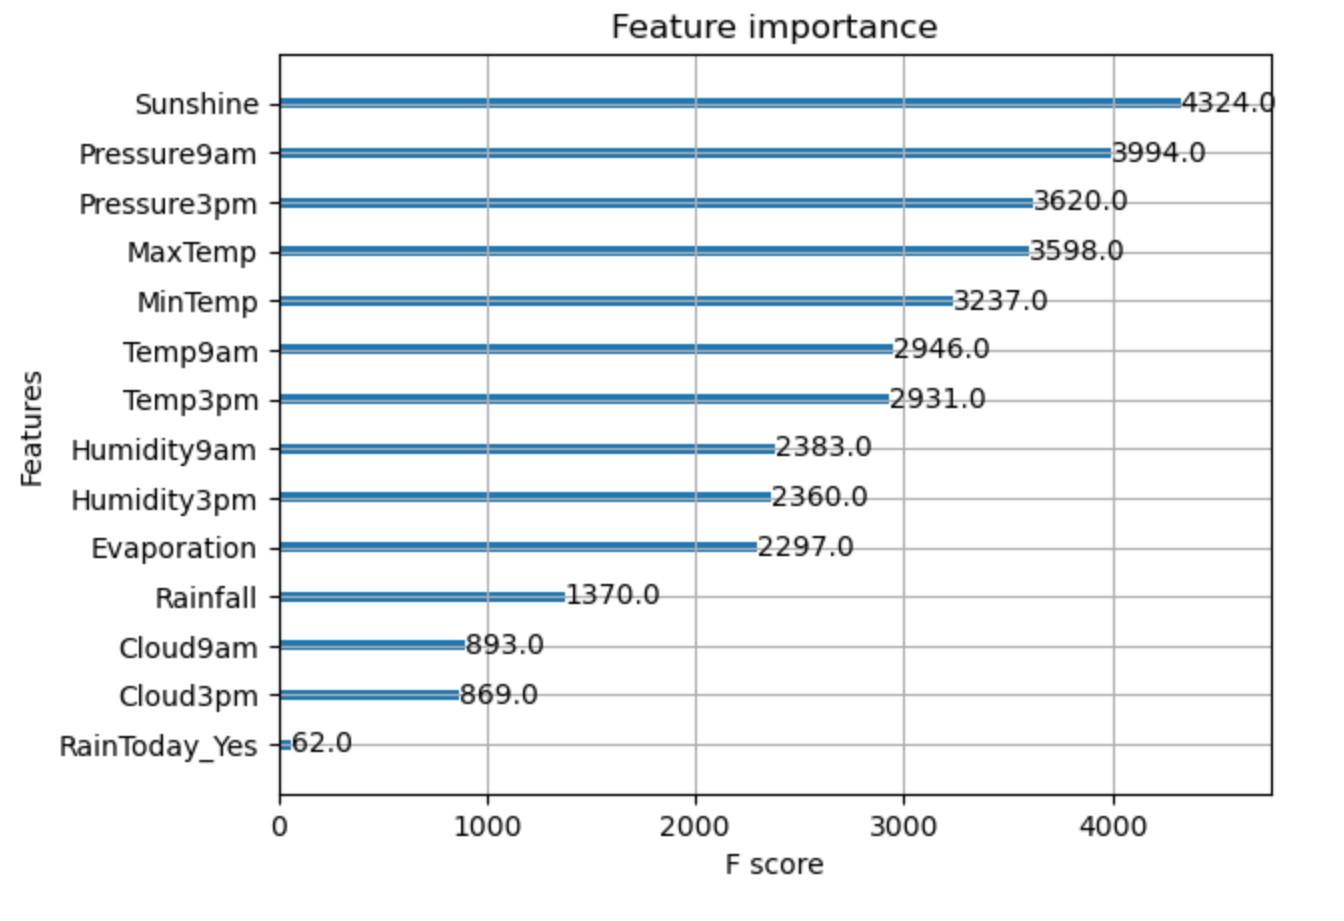 Feature importance
Sunshine 4324.0
Pressure9am 3994.0
Pressure3pm 3620.0
MaxTemp 3598.0
MinTemp 3237.0
Temp9am 2946.0
Temp3pm 2931.0
Humidity9am 2383.0
Humidity3pm 2360.0
Evaporation 2297.0
Rainfall 1370.0
Cloud9am 893.0
Cloud3pm 869.0
RainToday_Yes 62.0
Features
0 1000 2000 3000 4000
F score